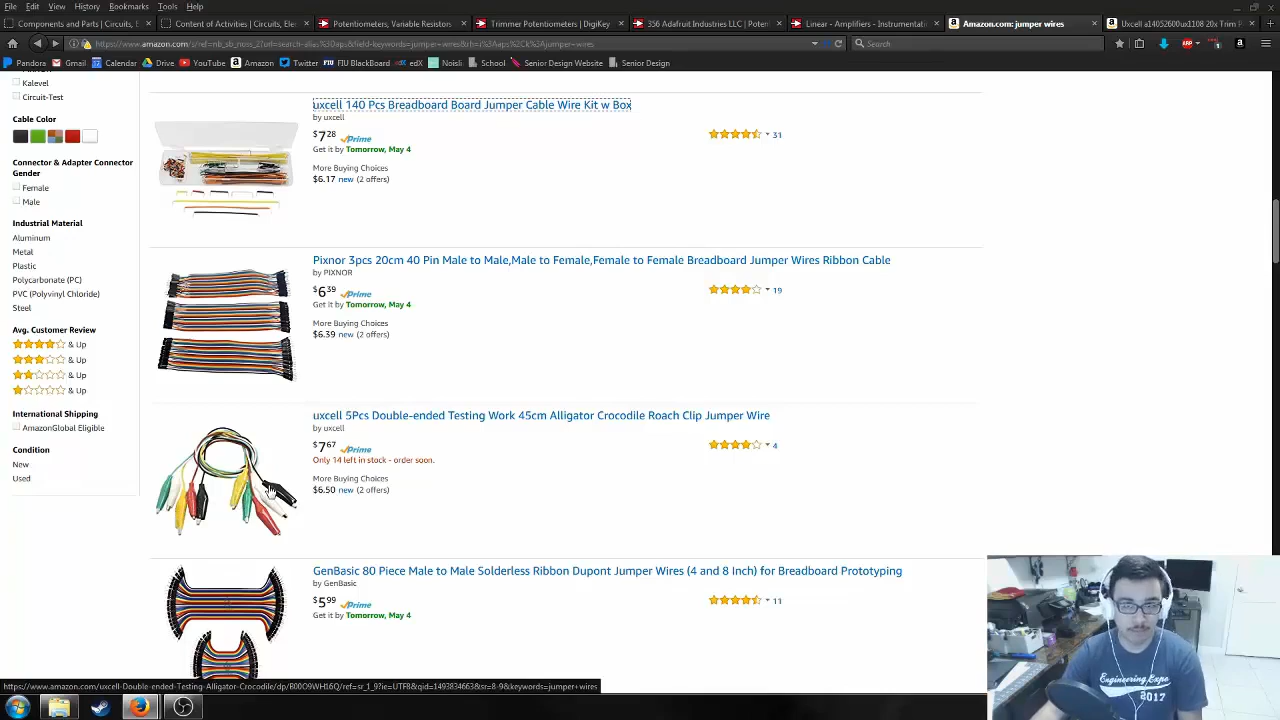 File Edit View History Bookmarks Tools Help
Components and Parts | Circuits, E
Content of Activities | Circuits, Elec
Potentiometers, Variable Resistors
Trimmer Potentiometers | DigiKey
356 Adafruit Industries LLC | Poten
Linear - Amplifiers - Instrumentati
Amazon.com: jumper wires
Uxcell a14052600ux1108 20x Trim P
https://www.amazon.com/s/ref=nb_sb_noss_2?url=search-alias%3Daps&field-keywords=jumper+wires&rh=i%3Aaps%2Ck%3Ajumper+wires
Search
Pandora Gmail Calendar Drive YouTube Amazon Twitter FIU BlackBoard edX Noisli School Senior Design Website Senior Design
Kalevel
Circuit-Test
Cable Color
Connector & Adapter Connector
Gender
Female
Male
Industrial Material
Aluminum
Metal
Plastic
Polycarbonate (PC)
PVC (Polyvinyl Chloride)
Steel
Avg. Customer Review
& Up
& Up
& Up
& Up
International Shipping
AmazonGlobal Eligible
Condition
New
Used
uxcell 140 Pcs Breadboard Board Jumper Cable Wire Kit w Box
by uxcell
$7 28 Prime
31
Get it by Tomorrow, May 4
More Buying Choices
$6.17 new (2 offers)
Pixnor 3pcs 20cm 40 Pin Male to Male,Male to Female,Female to Female Breadboard Jumper Wires Ribbon Cable
by PIXNOR
$6 39 Prime
19
Get it by Tomorrow, May 4
More Buying Choices
$6.39 new (2 offers)
uxcell 5Pcs Double-ended Testing Work 45cm Alligator Crocodile Roach Clip Jumper Wire
by uxcell
$7 67 Prime
4
Only 14 left in stock - order soon.
More Buying Choices
$6.50 new (2 offers)
GenBasic 80 Piece Male to Male Solderless Ribbon Dupont Jumper Wires (4 and 8 Inch) for Breadboard Prototyping
by GenBasic
$5 99 Prime
11
Get it by Tomorrow, May 4
https://www.amazon.com/uxcell-Double-ended-Testing-Alligator-Crocodile/dp/B00O9WH16Q/ref=sr_1_9?ie=UTF8&qid=1493834663&sr=8-9&keywords=jumper+wires
Engineering Expo
2017